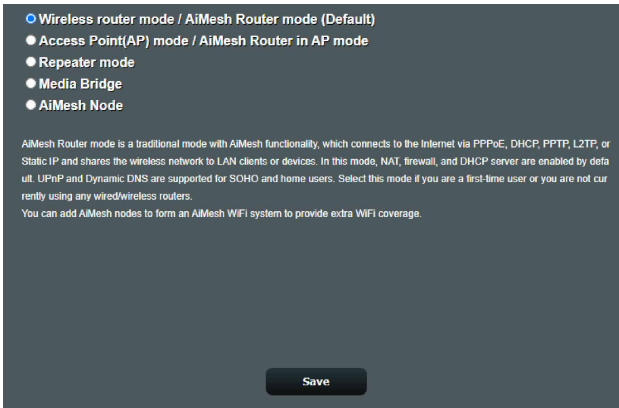 Wireless router mode / AiMesh Router mode (Default)
Access Point(AP) mode / AiMesh Router in AP mode
Repeater mode
Media Bridge
AiMesh Node
AiMesh Router mode is a traditional mode with AiMesh functionality, which connects to the Internet via PPPoE, DHCP, PPTP, L2TP, or
Static IP and shares the wireless network to LAN clients or devices. In this mode, NAT, firewall, and DHCP server are enabled by defa
ult. UPnP and Dynamic DNS are supported for SOHO and home users. Select this mode if you are a first-time user or you are not cur
rently using any wired/wireless routers.
You can add AiMesh nodes to form an AiMesh WiFi system to provide extra WiFi coverage.
Save